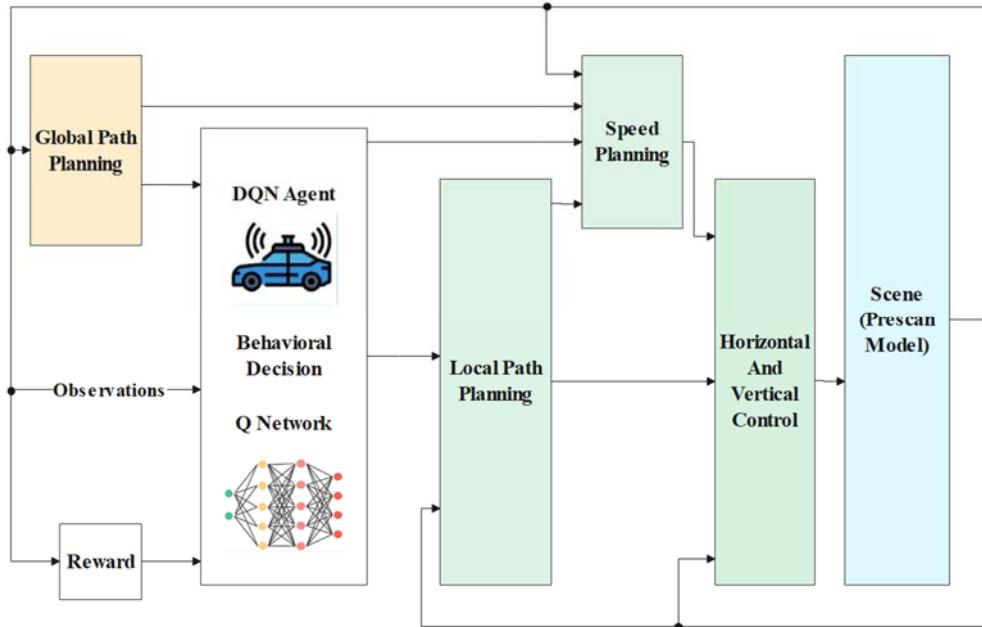 Global Path
Planning
DQN Agent
Behavioral
Decision
Q Network
Observations
Reward
Local Path
Planning
Speed
Planning
Horizontal
And
Vertical
Control
Scene
(Prescan
Model)